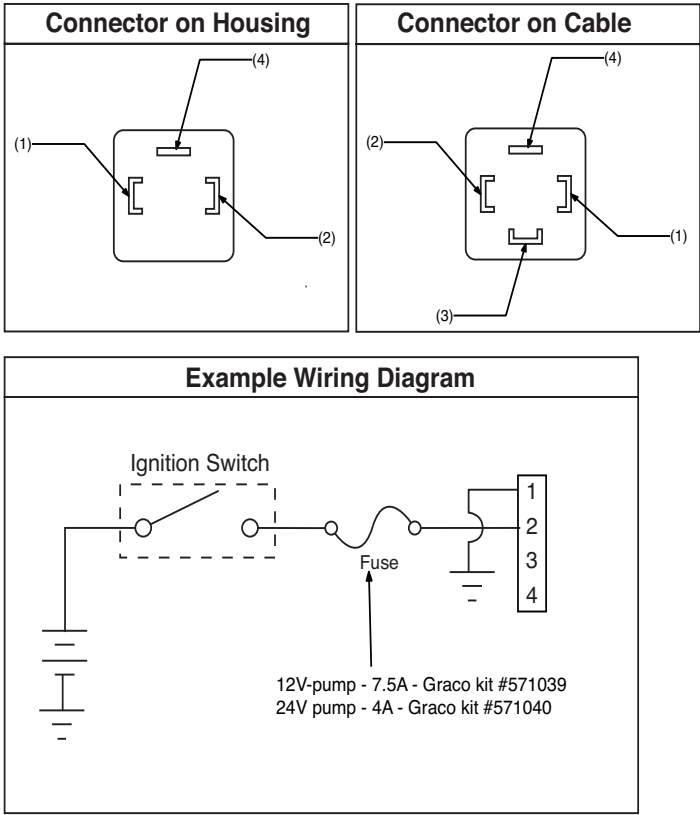 Connector on Housing
(4)
(1)
(2)
Connector on Cable
(4)
(2)
(1)
(3)
Example Wiring Diagram
Ignition Switch
Fuse
1
2
3
4
12V-pump - 7.5A - Graco kit #571039
24V pump - 4A - Graco kit #571040